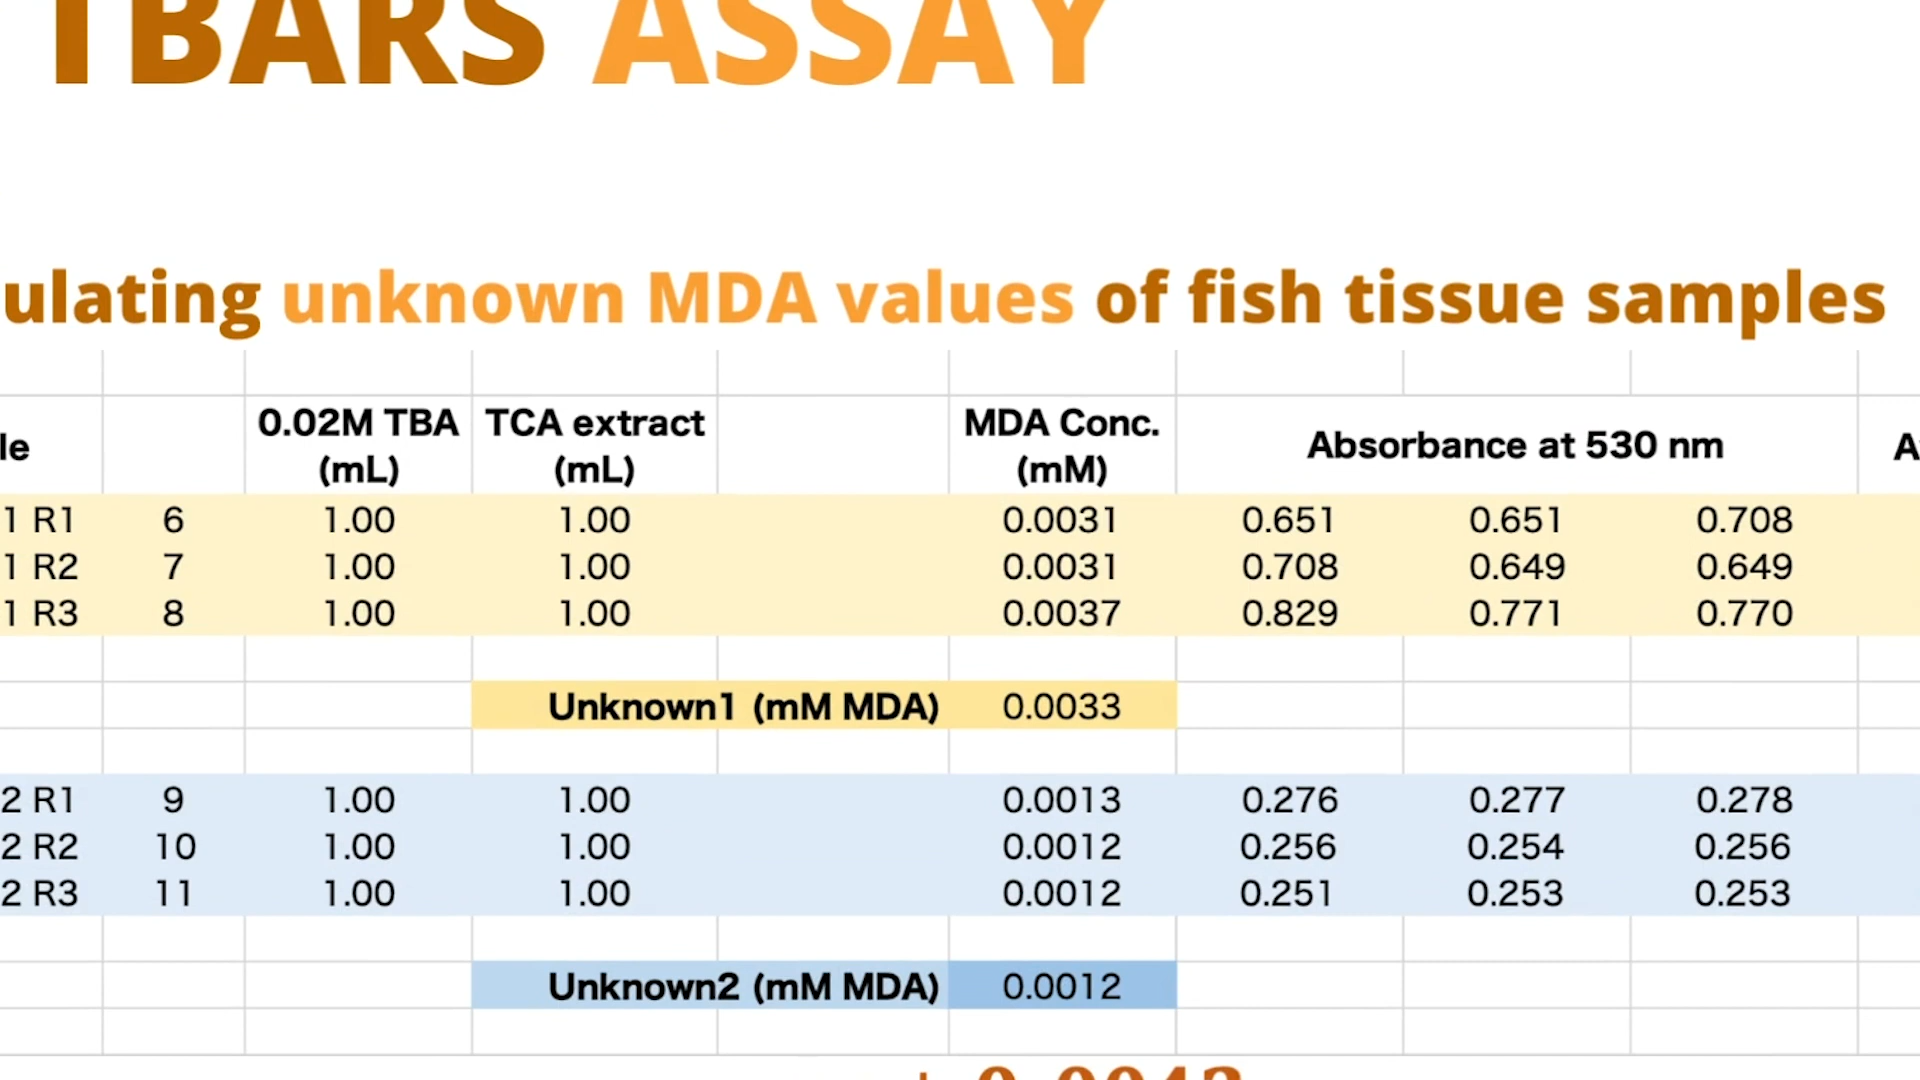 TBARS ASSAY
ulating unknown MDA values of fish tissue samples
le 0.02M TBA (mL) TCA extract (mL) MDA Conc. (mM) Absorbance at 530 nm A
1 R1 6 1.00 1.00 0.0031 0.651 0.651 0.708
1 R2 7 1.00 1.00 0.0031 0.708 0.649 0.649
1 R3 8 1.00 1.00 0.0037 0.829 0.771 0.770
Unknown1 (mM MDA) 0.0033
2 R1 9 1.00 1.00 0.0013 0.276 0.277 0.278
2 R2 10 1.00 1.00 0.0012 0.256 0.254 0.256
2 R3 11 1.00 1.00 0.0012 0.251 0.253 0.253
Unknown2 (mM MDA) 0.0012